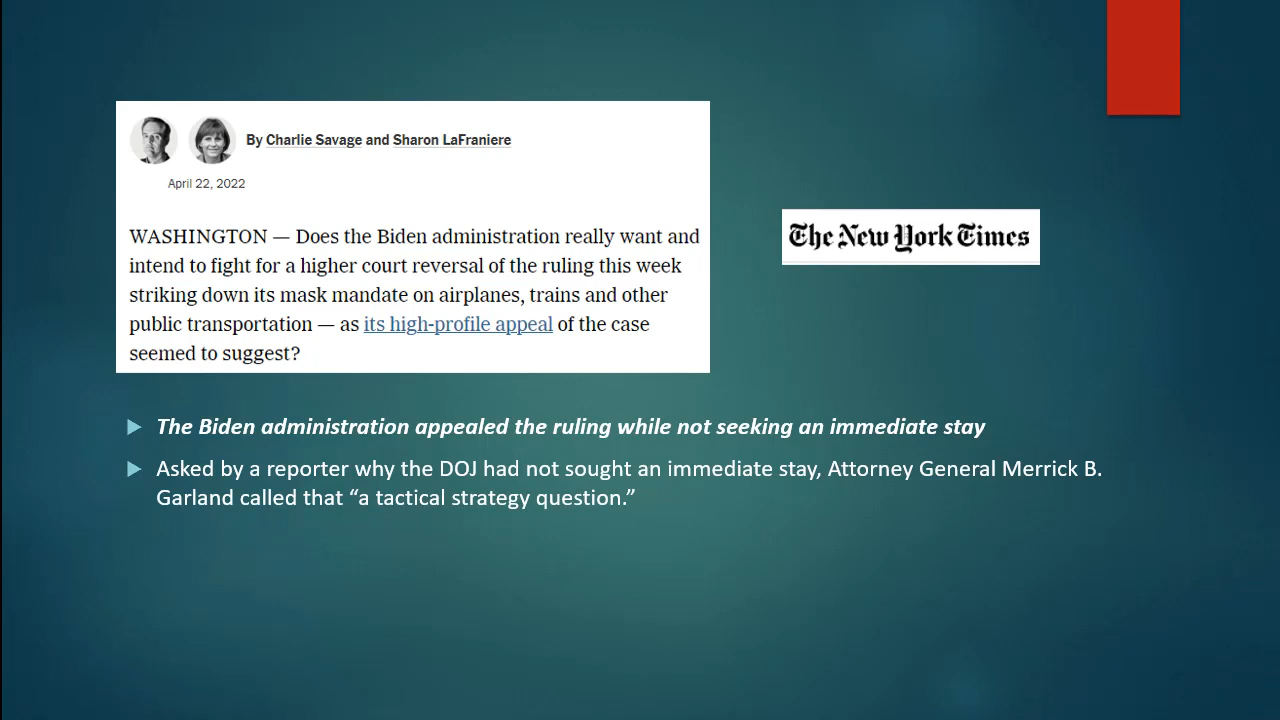 By Charlie Savage and Sharon LaFraniere
April 22, 2022
WASHINGTON — Does the Biden administration really want and
intend to fight for a higher court reversal of the ruling this week
striking down its mask mandate on airplanes, trains and other
public transportation — as its high-profile appeal of the case
seemed to suggest?
The New York Times
The Biden administration appealed the ruling while not seeking an immediate stay
Asked by a reporter why the DOJ had not sought an immediate stay, Attorney General Merrick B.
Garland called that “a tactical strategy question.”